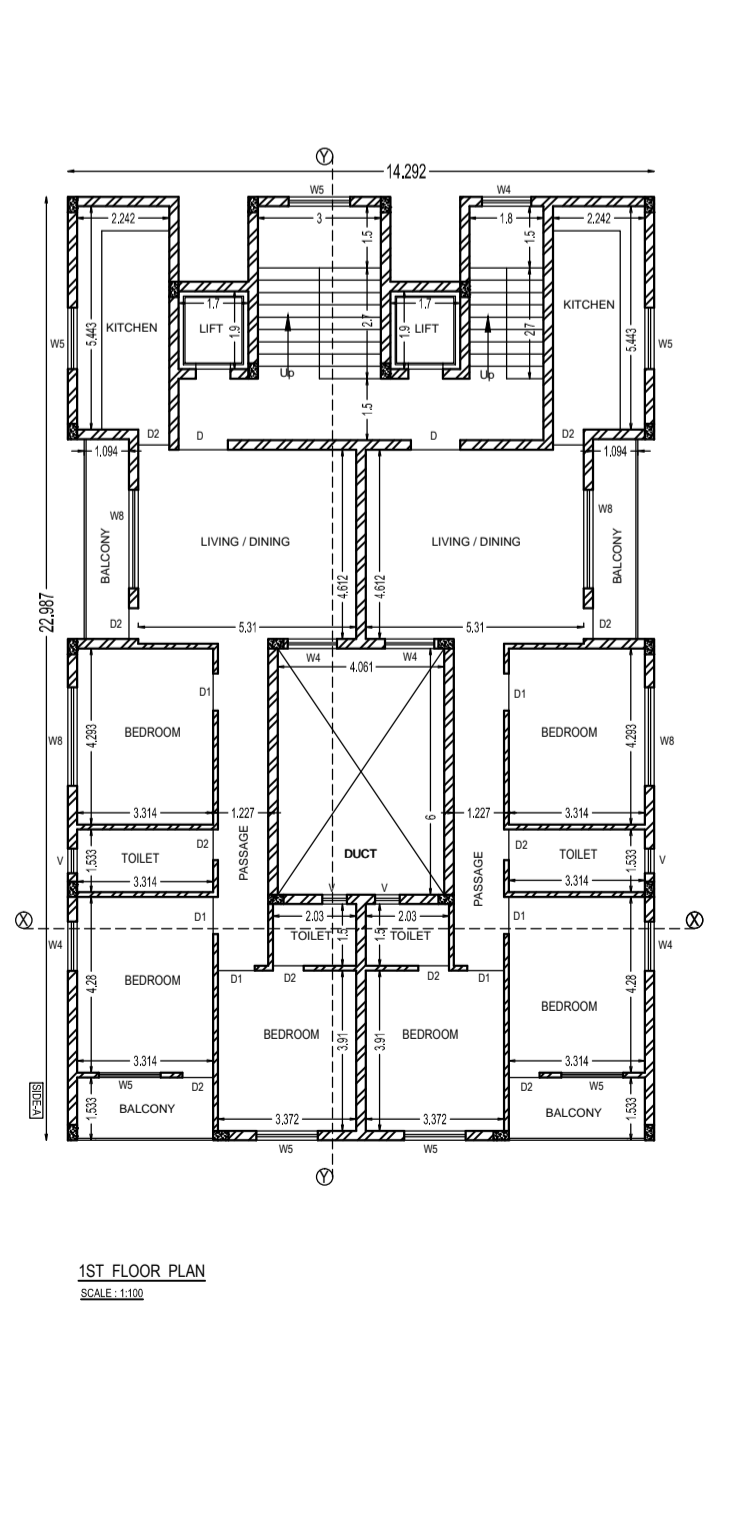 Y
14.292
W5
W4
2.242
3
1.8
2.242
1.5
1.5
1.7
1.7
KITCHEN
LIFT
1.9
2.7
1.9
LIFT
2.7
KITCHEN
W5
5.443
5.443
W5
Up
Up
1.5
D2
D
D
D2
1.094
1.094
W8
W8
BALCONY
LIVING / DINING
LIVING / DINING
BALCONY
4.612
4.612
22.987
D2
5.31
5.31
D2
W4
W4
4.061
D1
D1
BEDROOM
BEDROOM
W8
4.293
4.293
W8
3.314
1.227
6
1.227
3.314
PASSAGE
DUCT
PASSAGE
V
1.533
TOILET
D2
D2
TOILET
1.533
V
3.314
3.314
V
V
X
D1
2.03
2.03
D1
X
W4
TOILET
1.5
1.5
TOILET
W4
D1
D2
D2
D1
4.28
BEDROOM
4.28
BEDROOM
BEDROOM
BEDROOM
3.91
3.91
3.314
3.314
W5
D2
D2
W5
SIDE-A
1.533
BALCONY
BALCONY
1.533
3.372
3.372
W5
W5
Y
1ST FLOOR PLAN
SCALE : 1:100